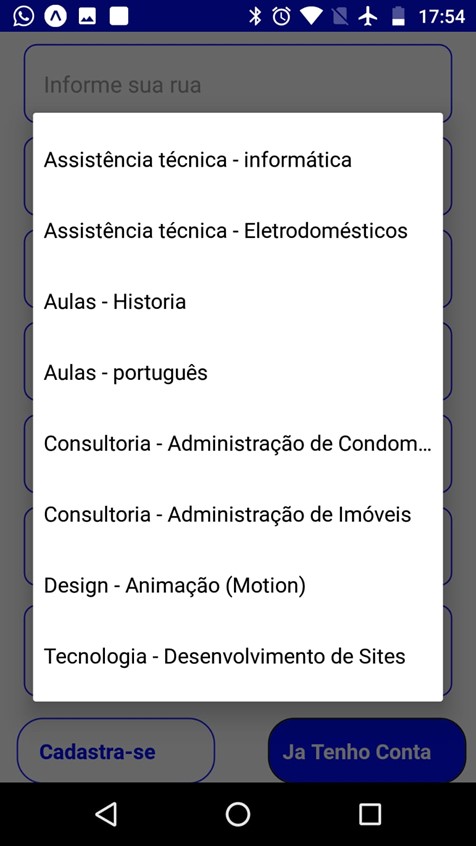 17:54
Informe sua rua
Assistência técnica - informática
Assistência técnica - Eletrodomésticos
Aulas - Historia
Aulas - português
Consultoria - Administração de Condom...
Consultoria - Administração de Imóveis
Design - Animação (Motion)
Tecnologia - Desenvolvimento de Sites
Cadastra-se
Ja Tenho Conta